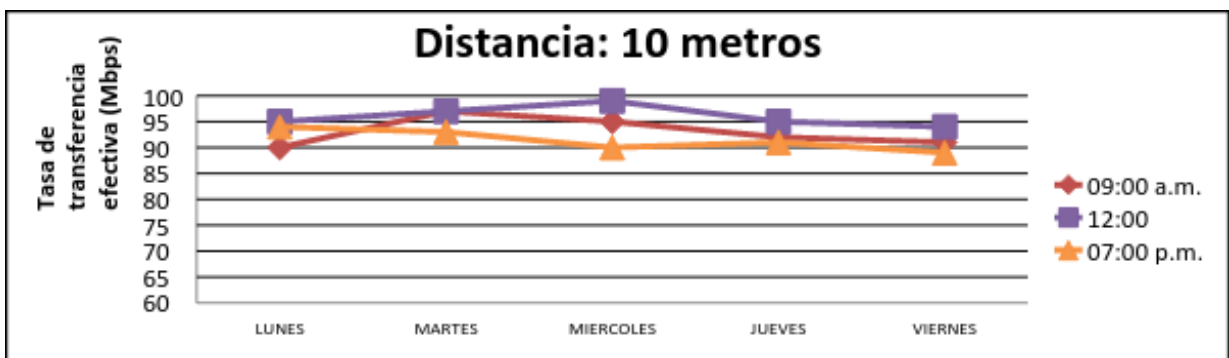 Distancia: 10 metros
Tasa de
transferencia
efectiva (Mbps)
100
95
90
85
80
75
70
65
60
LUNES MARTES MIERCOLES JUEVES VIERNES
09:00 a.m.
12:00
07:00 p.m.